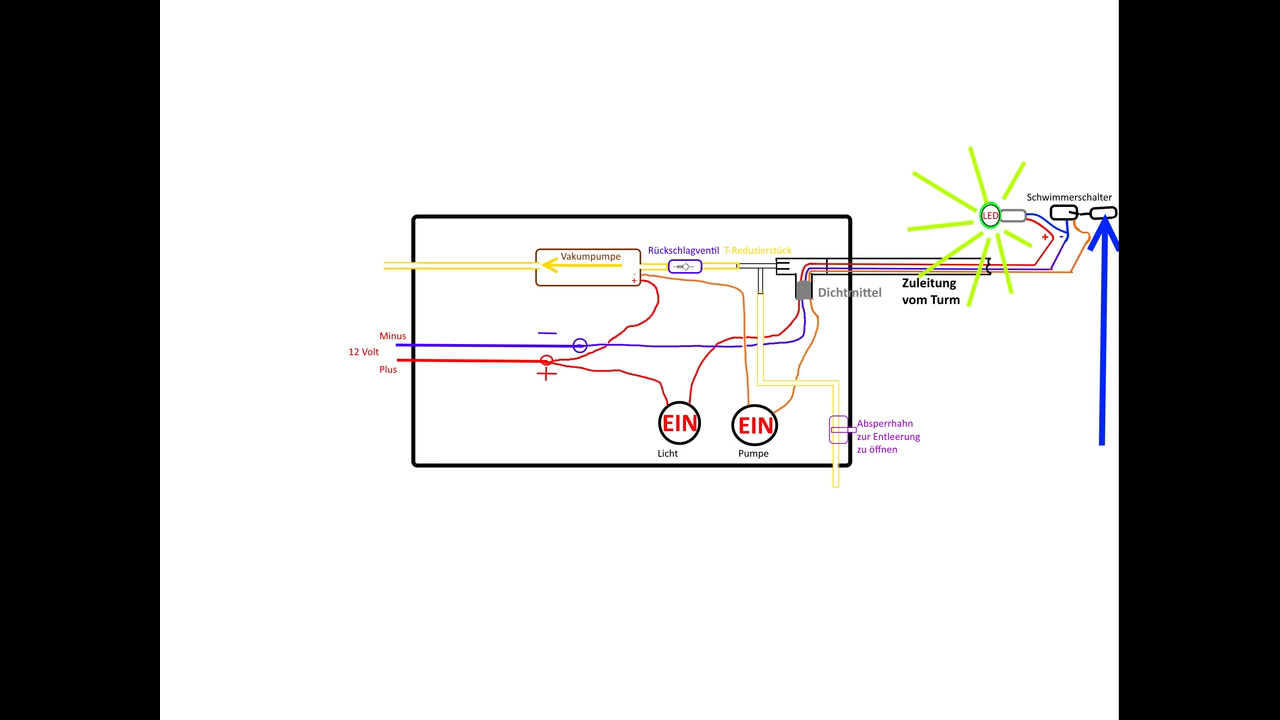 Schwimmerschalter
LED
+
-
Rückschlagventil
T-Reduzierstück
Vakumpumpe
-
+
Zuleitung
vom Turm
Dichtmittel
Minus
12 Volt
Plus
EIN
EIN
Licht
Pumpe
Absperrhahn
zur Entleerung
zu öffnen